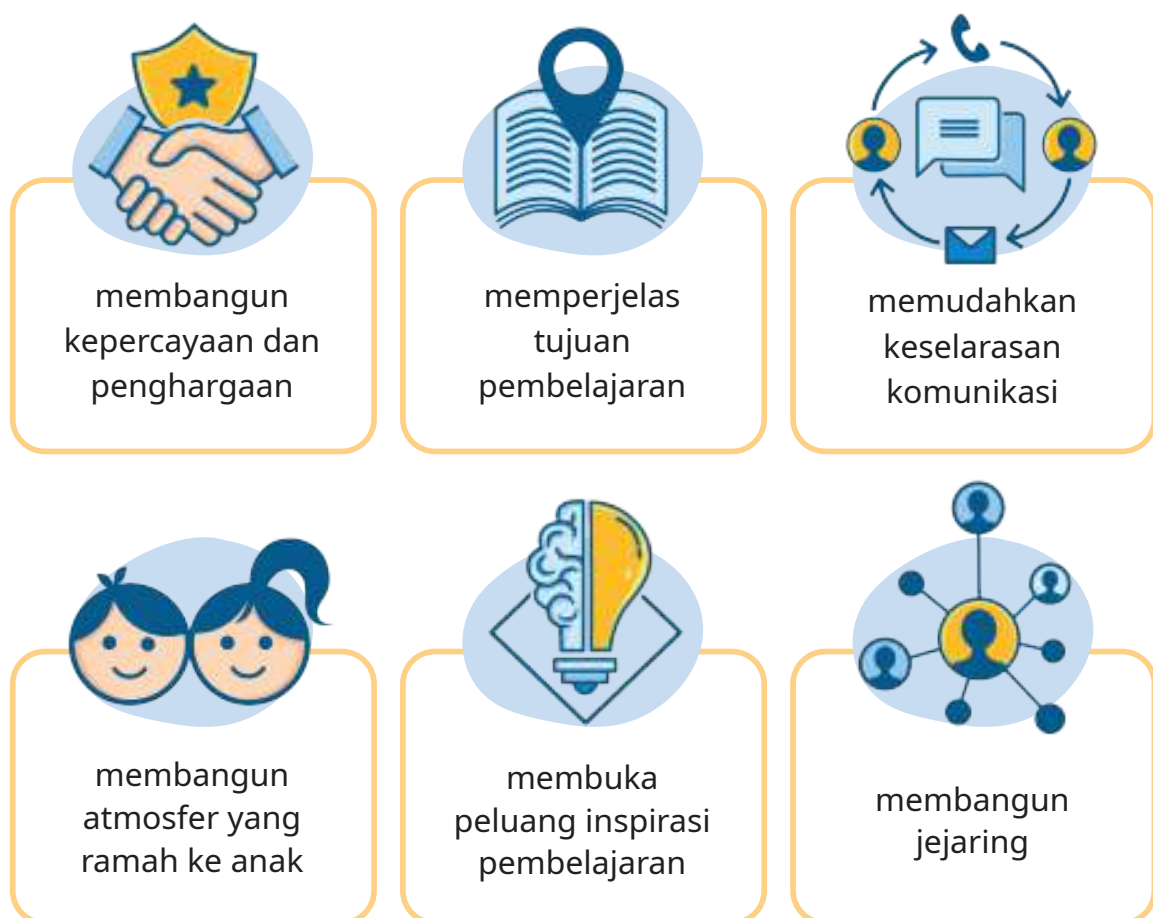 membangun
kepercayaan dan
penghargaan
memperjelas
tujuan
pembelajaran
memudahkan
keselarasan
komunikasi
membangun
atmosfer yang
ramah ke anak
membuka
peluang inspirasi
pembelajaran
membangun
jejaring